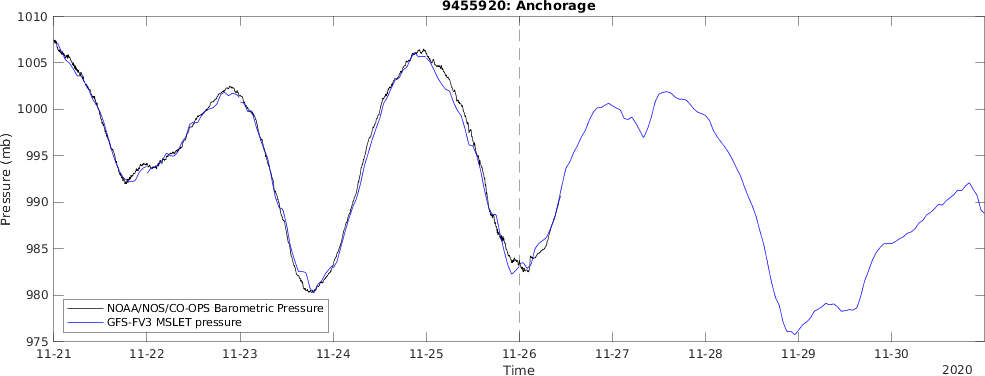 9455920: Anchorage
1010
1005
1000
995
990
985
980
975
Pressure (mb)
NOAA/NOS/CO-OPS Barometric Pressure
GFS-FV3 MSLET pressure
11-21 11-22 11-23 11-24 11-25 11-26 11-27 11-28 11-29 11-30
Time
2020